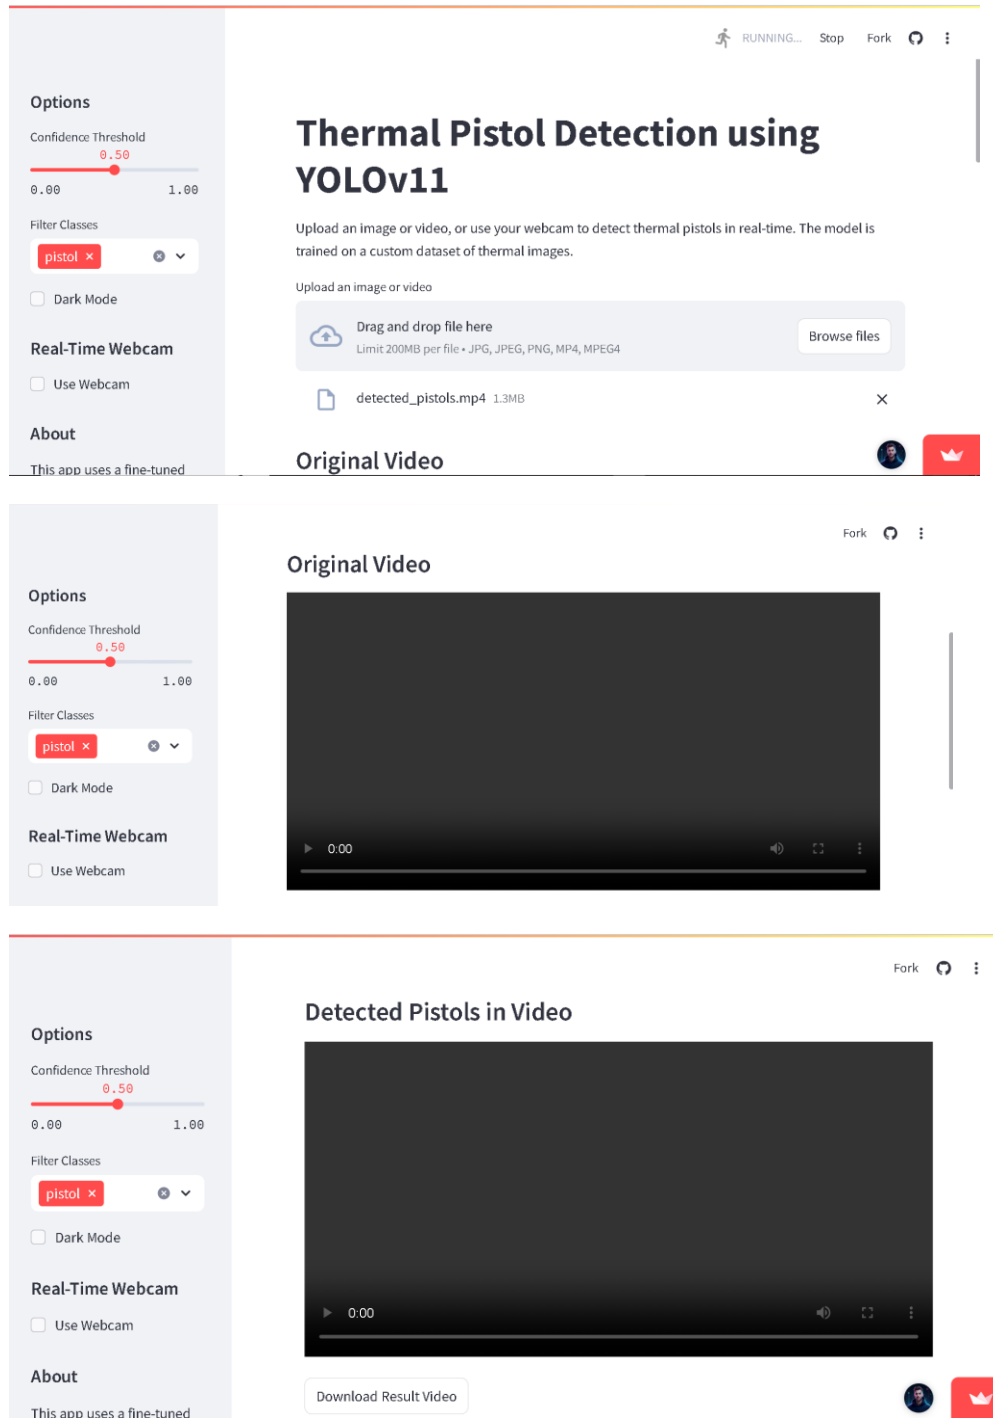 RUNNING...
Stop
Fork
Options
Confidence Threshold
0.50
0.00
1.00
Filter Classes
pistol
Dark Mode
Real-Time Webcam
Use Webcam
About
This app uses a fine-tuned
Thermal Pistol Detection using
YOLOv11
Upload an image or video, or use your webcam to detect thermal pistols in real-time. The model is
trained on a custom dataset of thermal images.
Upload an image or video
Drag and drop file here
Limit 200MB per file • JPG, JPEG, PNG, MP4, MPEG4
Browse files
detected_pistols.mp4 1.3MB
Original Video
Fork
Options
Confidence Threshold
0.50
0.00
1.00
Filter Classes
pistol
Dark Mode
Real-Time Webcam
Use Webcam
Original Video
0:00
Fork
Options
Confidence Threshold
0.50
0.00
1.00
Filter Classes
pistol
Dark Mode
Real-Time Webcam
Use Webcam
About
This app uses a fine-tuned
Detected Pistols in Video
0:00
Download Result Video